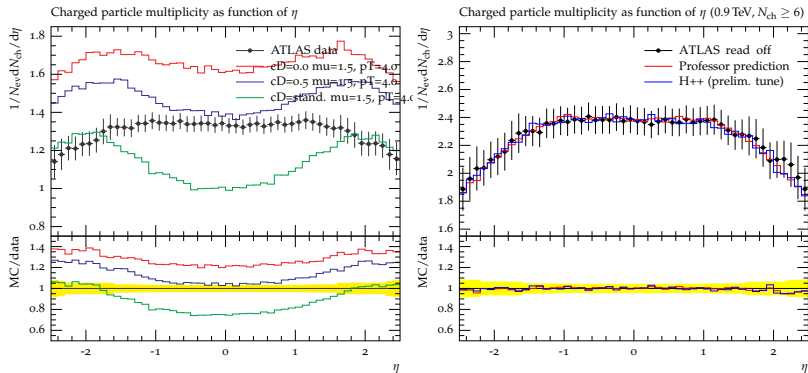 Charged particle multiplicity as function of η
1/N_ev dN_ch/dη
1.8
1.6
1.4
1.2
1
0.8
ATLAS data
cD=0.0 mu=1.5, pT=4.0
cD=0.5 mu=1.5, pT=4.0
cD=stand. mu=1.5, pT=4.0
MC/data
1.4
1.2
1.0
0.8
0.6
-2 -1 0 1 2
η
Charged particle multiplicity as function of η (0.9 TeV, N_ch ≥ 6)
1/N_ev dN_ch/dη
3
2.8
2.6
2.4
2.2
2.0
1.8
1.6
ATLAS read off
Professor prediction
H++ (prelim. tune)
MC/data
1.4
1.2
1.0
0.8
0.6
-2 -1 0 1 2
η